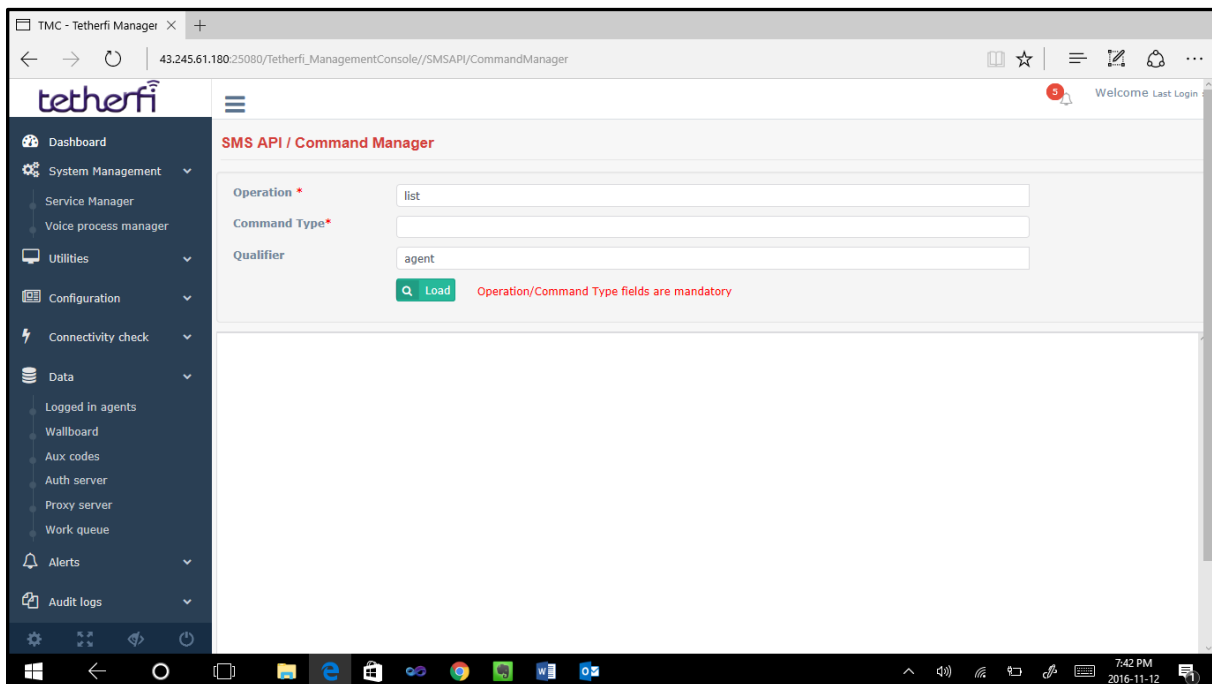 TMC - Tetherfi Manager
43.245.61.180:25080/Tetherfi_ManagementConsole//SMSAPI/CommandManager
tetherfi
5
Welcome Last Login
Dashboard
System Management
Service Manager
Voice process manager
Utilities
Configuration
Connectivity check
Data
Logged in agents
Wallboard
Aux codes
Auth server
Proxy server
Work queue
Alerts
Audit logs
SMS API / Command Manager
Operation *
list
Command Type*
Qualifier
agent
Load
Operation/Command Type fields are mandatory
7:42 PM
2016-11-12
1